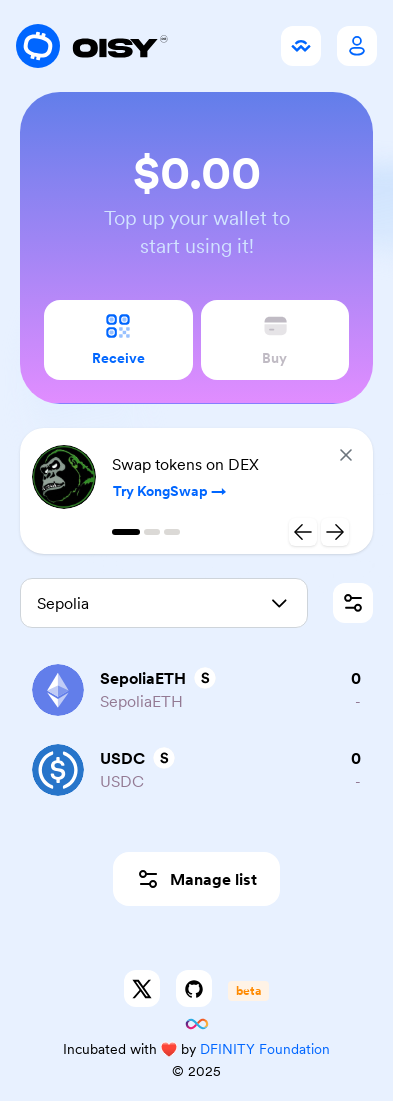 OISY
$0.00
Top up your wallet to
start using it!
Receive
Buy
Swap tokens on DEX
Try KongSwap →
Sepolia
SepoliaETH S 0
SepoliaETH -
USDC S 0
USDC -
Manage list
beta
Incubated with ❤️ by DFINITY Foundation
© 2025